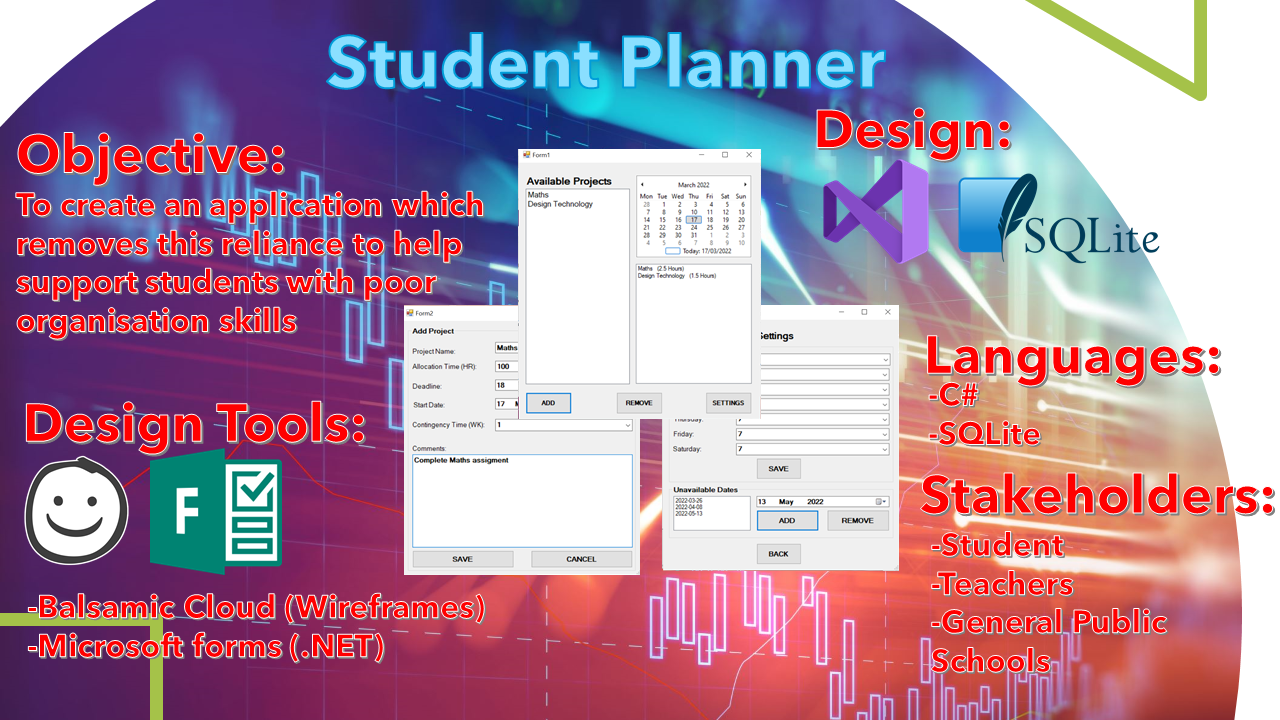 Student Planner
Objective:
To create an application which
removes this reliance to help
support students with poor
organisation skills
Design Tools:
F
-Balsamic Cloud (Wireframes)
-Microsoft forms (.NET)
Form1
Available Projects
Maths
Design Technology
March 2022
Mon Tue Wed Thu Fri Sat Sun
28 1 2 3 4 5 6
7 8 9 10 11 12 13
14 15 16 17 18 19 20
21 22 23 24 25 26 27
28 29 30 31 1 2 3
4 5 6 7 8 9 10
Today: 17/03/2022
Maths (2.5 Hours)
Design Technology (1.5 Hours)
ADD REMOVE SETTINGS
Form2
Add Project
Project Name: Maths
Allocation Time (HR): 100
Deadline: 18
Start Date: 17
Contingency Time (WK): 1
Comments:
Complete Maths assigment
SAVE CANCEL
Settings
Thursday: 7
Friday: 7
Saturday: 7
SAVE
Unavailable Dates
2022-03-26
2022-04-08
2022-05-13
13 May 2022
ADD REMOVE
BACK
Design:
SQLite
Languages:
-C#
-SQLite
Stakeholders:
-Student
-Teachers
-General Public
Schools